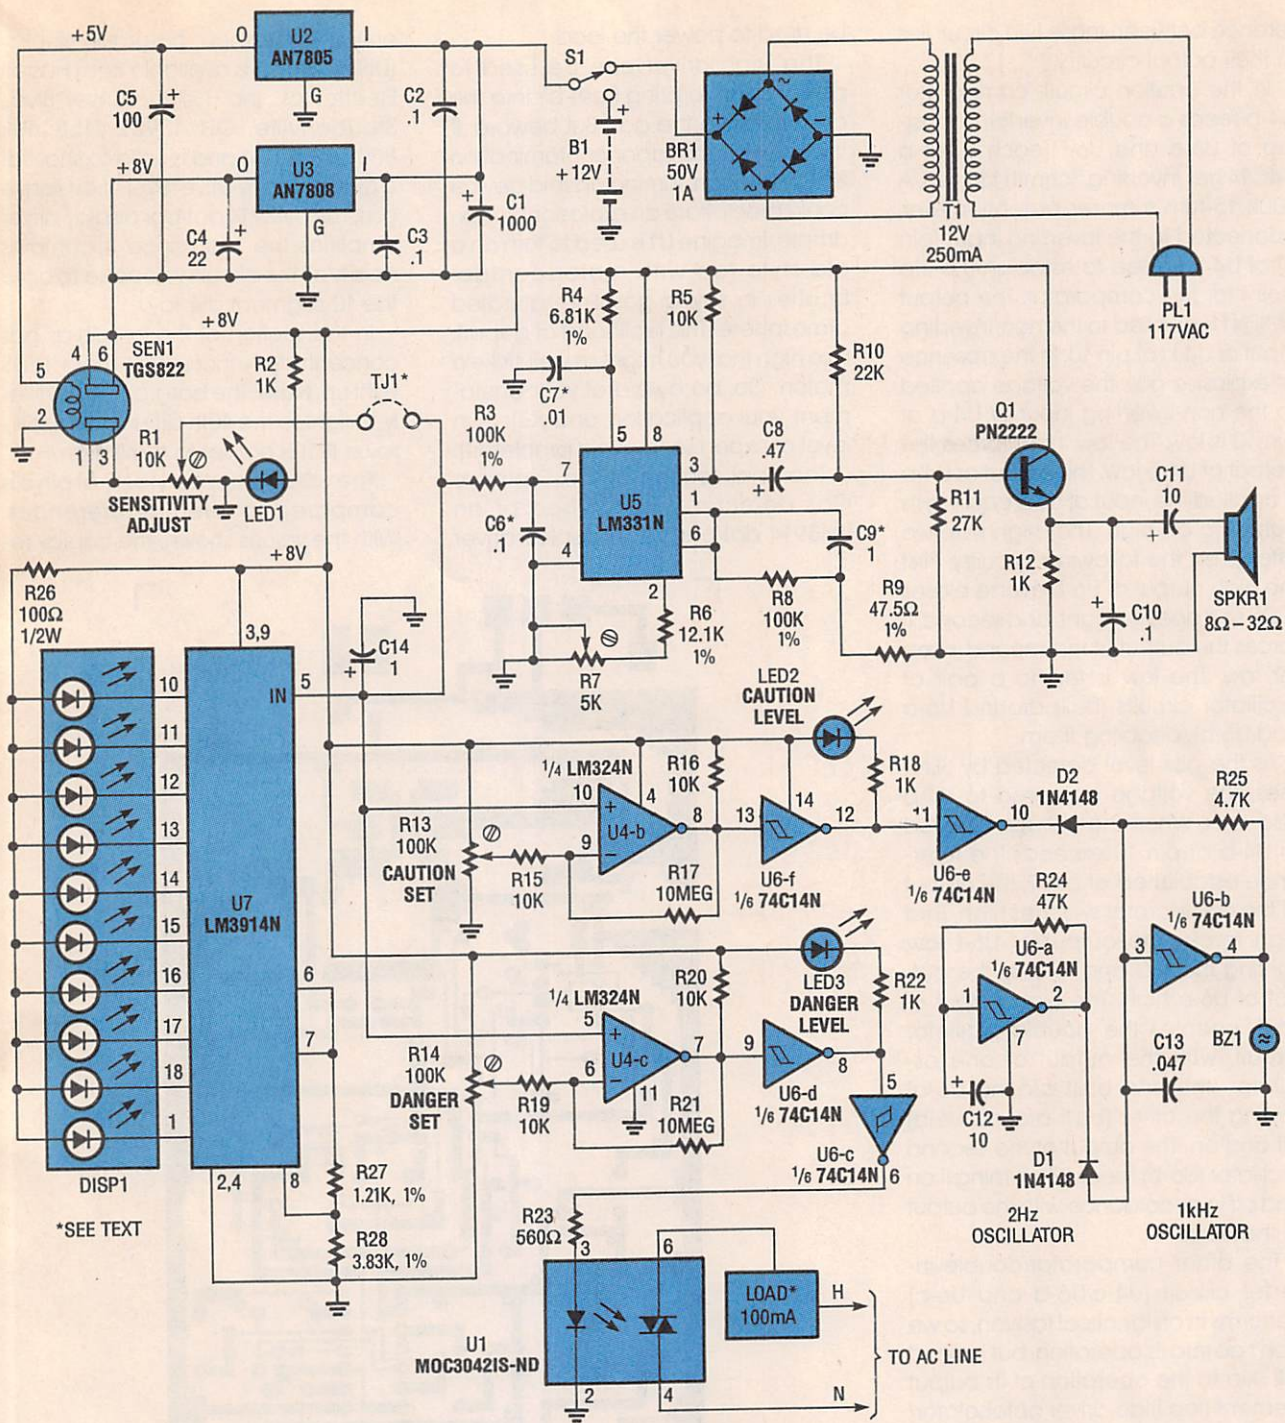 +5V
O
U2
AN7805
I
G
C5
100
+
C2
.1
S1
B1
+12V
+
BR1
50V
1A
+
−
~
~
T1
12V
250mA
PL1
117VAC
+8V
O
U3
AN7808
I
G
C4
22
+
C3
.1
C1
1000
+
+8V
4
6
SEN1
TGS822
5
2
1
3
R1
10K
SENSITIVITY
ADJUST
LED1
R2
1K
TJ1*
R3
100K
1%
R4
6.81K
1%
C7*
.01
R5
10K
R10
22K
C8
.47
+
Q1
PN2222
R11
27K
C11
10
+
R12
1K
C10
.1
+
SPKR1
8Ω–32Ω
U5
LM331N
5
8
7
3
1
6
4
2
C6*
.1
C9*
1
R6
12.1K
1%
R7
5K
R8
100K
1%
R9
47.5Ω
1%
+8V
R26
100Ω
1/2W
3,9
C14
1
+
IN
5
10
11
12
13
14
15
16
17
18
1
U7
LM3914N
6
7
2,4
8
DISP1
*SEE TEXT
R27
1.21K, 1%
R28
3.83K, 1%
R13
100K
CAUTION
SET
R15
10K
1/4 LM324N
10
+
9
−
4
U4-b
8
R16
10K
R17
10MEG
LED2
CAUTION
LEVEL
13
14
12
U6-f
1/6 74C14N
R18
1K
11
10
U6-e
1/6 74C14N
D2
1N4148
R25
4.7K
R24
47K
U6-a
1/6 74C14N
1
2
7
C12
10
+
2Hz
OSCILLATOR
D1
1N4148
U6-b
1/6 74C14N
3
4
C13
.047
BZ1
1kHz
OSCILLATOR
R14
100K
DANGER
SET
R19
10K
1/4 LM324N
5
+
6
−
U4-c
11
7
R20
10K
R21
10MEG
LED3
DANGER
LEVEL
9
8
U6-d
1/6 74C14N
R22
1K
5
U6-c
1/6 74C14N
6
R23
560Ω
3
6
U1
MOC3042IS-ND
2
4
LOAD*
100mA
H
N
TO AC LINE